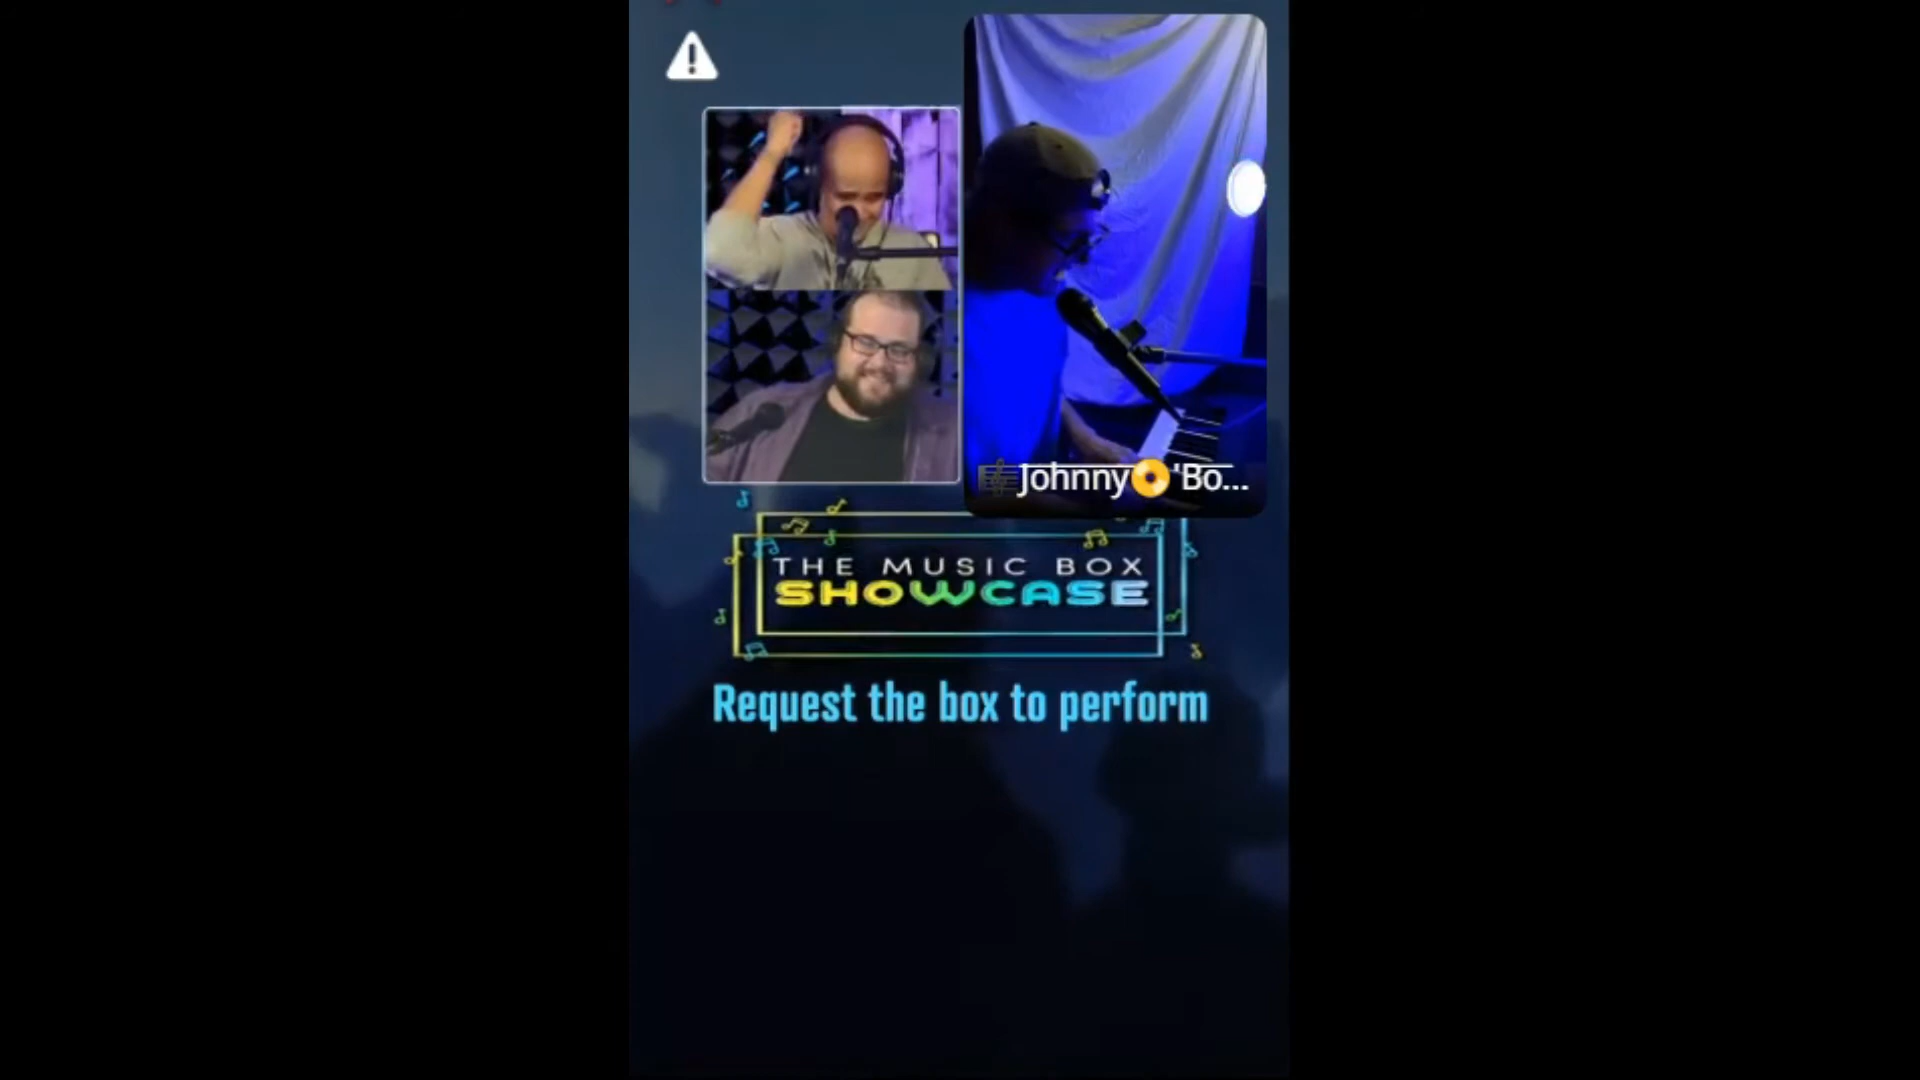 🎼Johnny📀'Bo...
THE MUSIC BOX
SHOWCASE
Request the box to perform